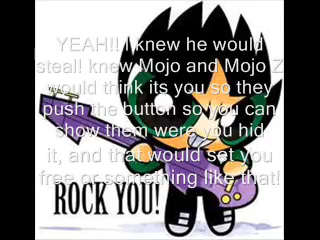 YEAH!! I knew he would
steal! knew Mojo and Mojo Z
would think its you so they
push the button so you can
show them were you hid
it, and that would set you
free or something like that!
ROCK YOU!